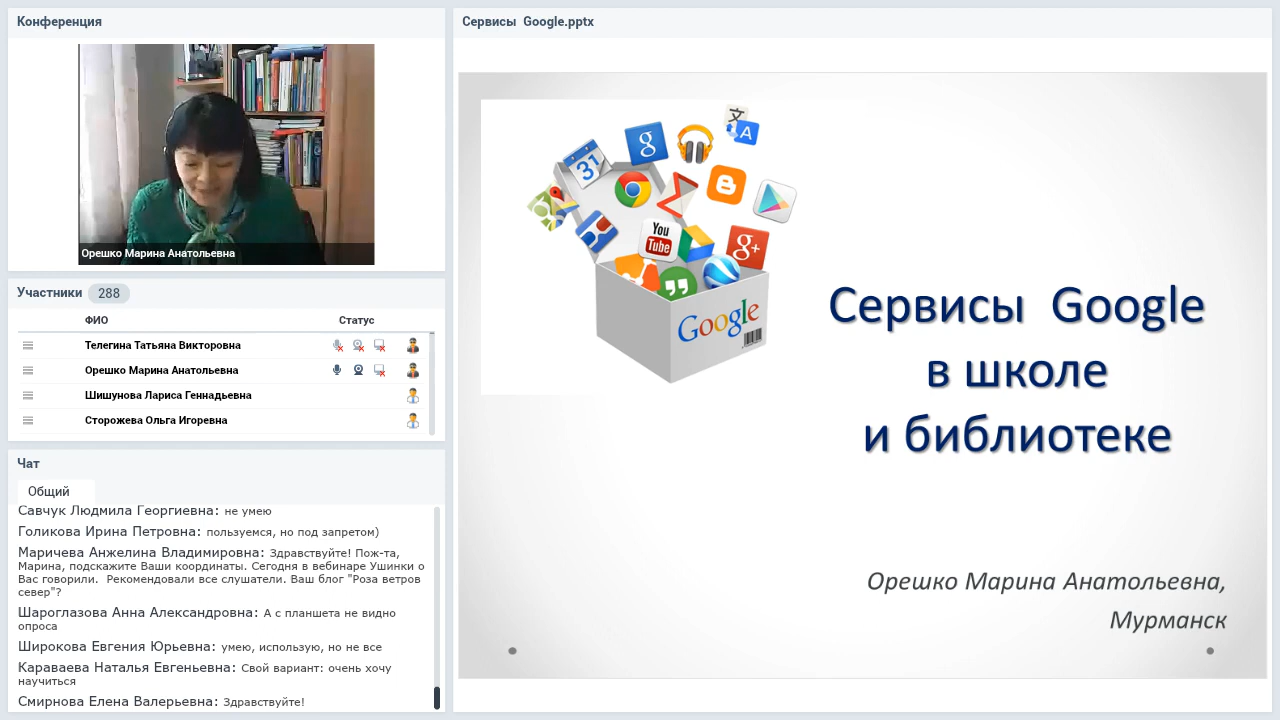 Конференция
Орешко Марина Анатольевна
Участники 288
ФИО Статус
Телегина Татьяна Викторовна
Орешко Марина Анатольевна
Шишунова Лариса Геннадьевна
Сторожева Ольга Игоревна
Чат
Общий
Савчук Людмила Георгиевна: не умею
Голикова Ирина Петровна: пользуемся, но под запретом)
Маричева Анжелина Владимировна: Здравствуйте! Пож-та,
Марина, подскажите Ваши координаты. Сегодня в вебинаре Ушинки о
Вас говорили. Рекомендовали все слушатели. Ваш блог "Роза ветров
север"?
Шароглазова Анна Александровна: А с планшета не видно
опроса
Широкова Евгения Юрьевна: умею, использую, но не все
Караваева Наталья Евгеньевна: Свой вариант: очень хочу
научиться
Смирнова Елена Валерьевна: Здравствуйте!
Сервисы Google.pptx
文
A
31
g
B
You
Tube
g+
Google
Сервисы Google
в школе
и библиотеке
Орешко Марина Анатольевна,
Мурманск